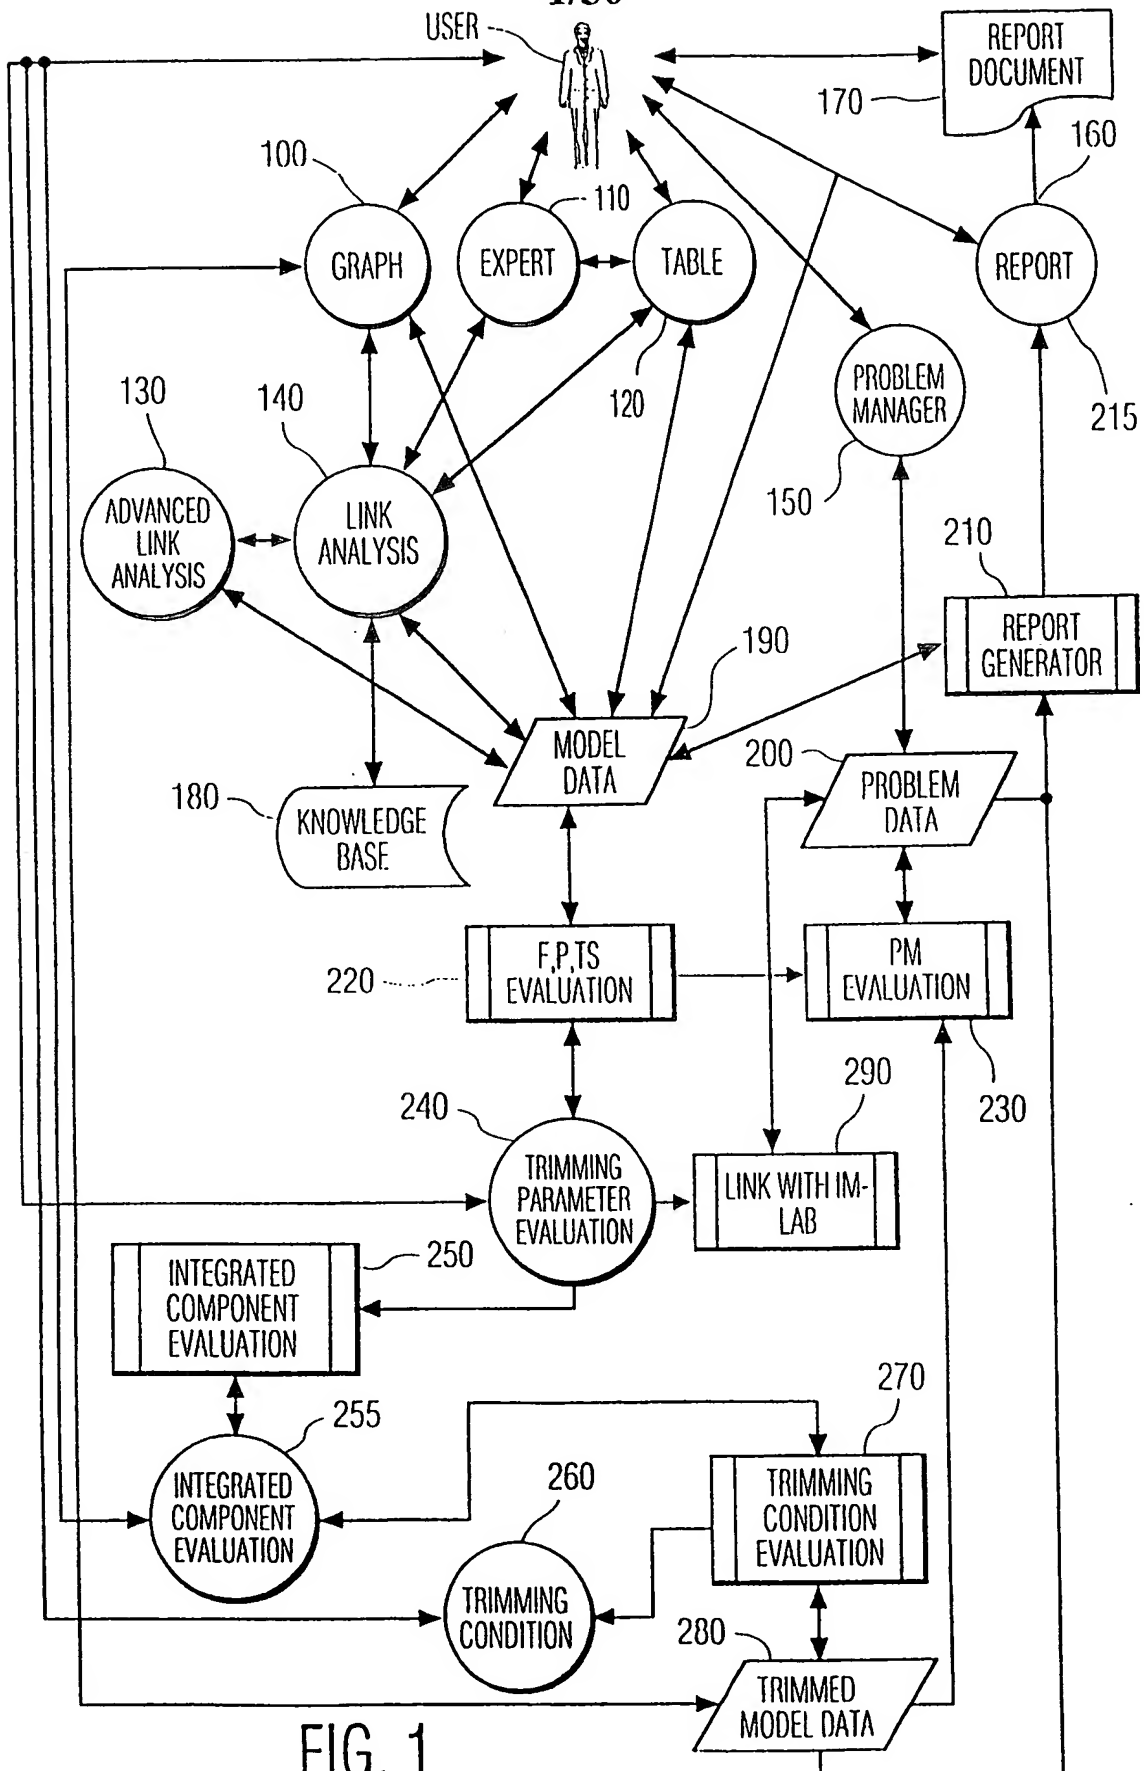 USER
REPORT
DOCUMENT
170
160
100
110
GRAPH
EXPERT
TABLE
REPORT
120
130
140
PROBLEM
MANAGER
215
150
ADVANCED
LINK
ANALYSIS
LINK
ANALYSIS
210
REPORT
GENERATOR
190
MODEL
DATA
200
PROBLEM
DATA
180
KNOWLEDGE
BASE
220
F,P,TS
EVALUATION
PM
EVALUATION
230
290
240
TRIMMING
PARAMETER
EVALUATION
LINK WITH IM-
LAB
250
INTEGRATED
COMPONENT
EVALUATION
255
270
INTEGRATED
COMPONENT
EVALUATION
260
TRIMMING
CONDITION
EVALUATION
TRIMMING
CONDITION
280
TRIMMED
MODEL DATA
FIG. 1